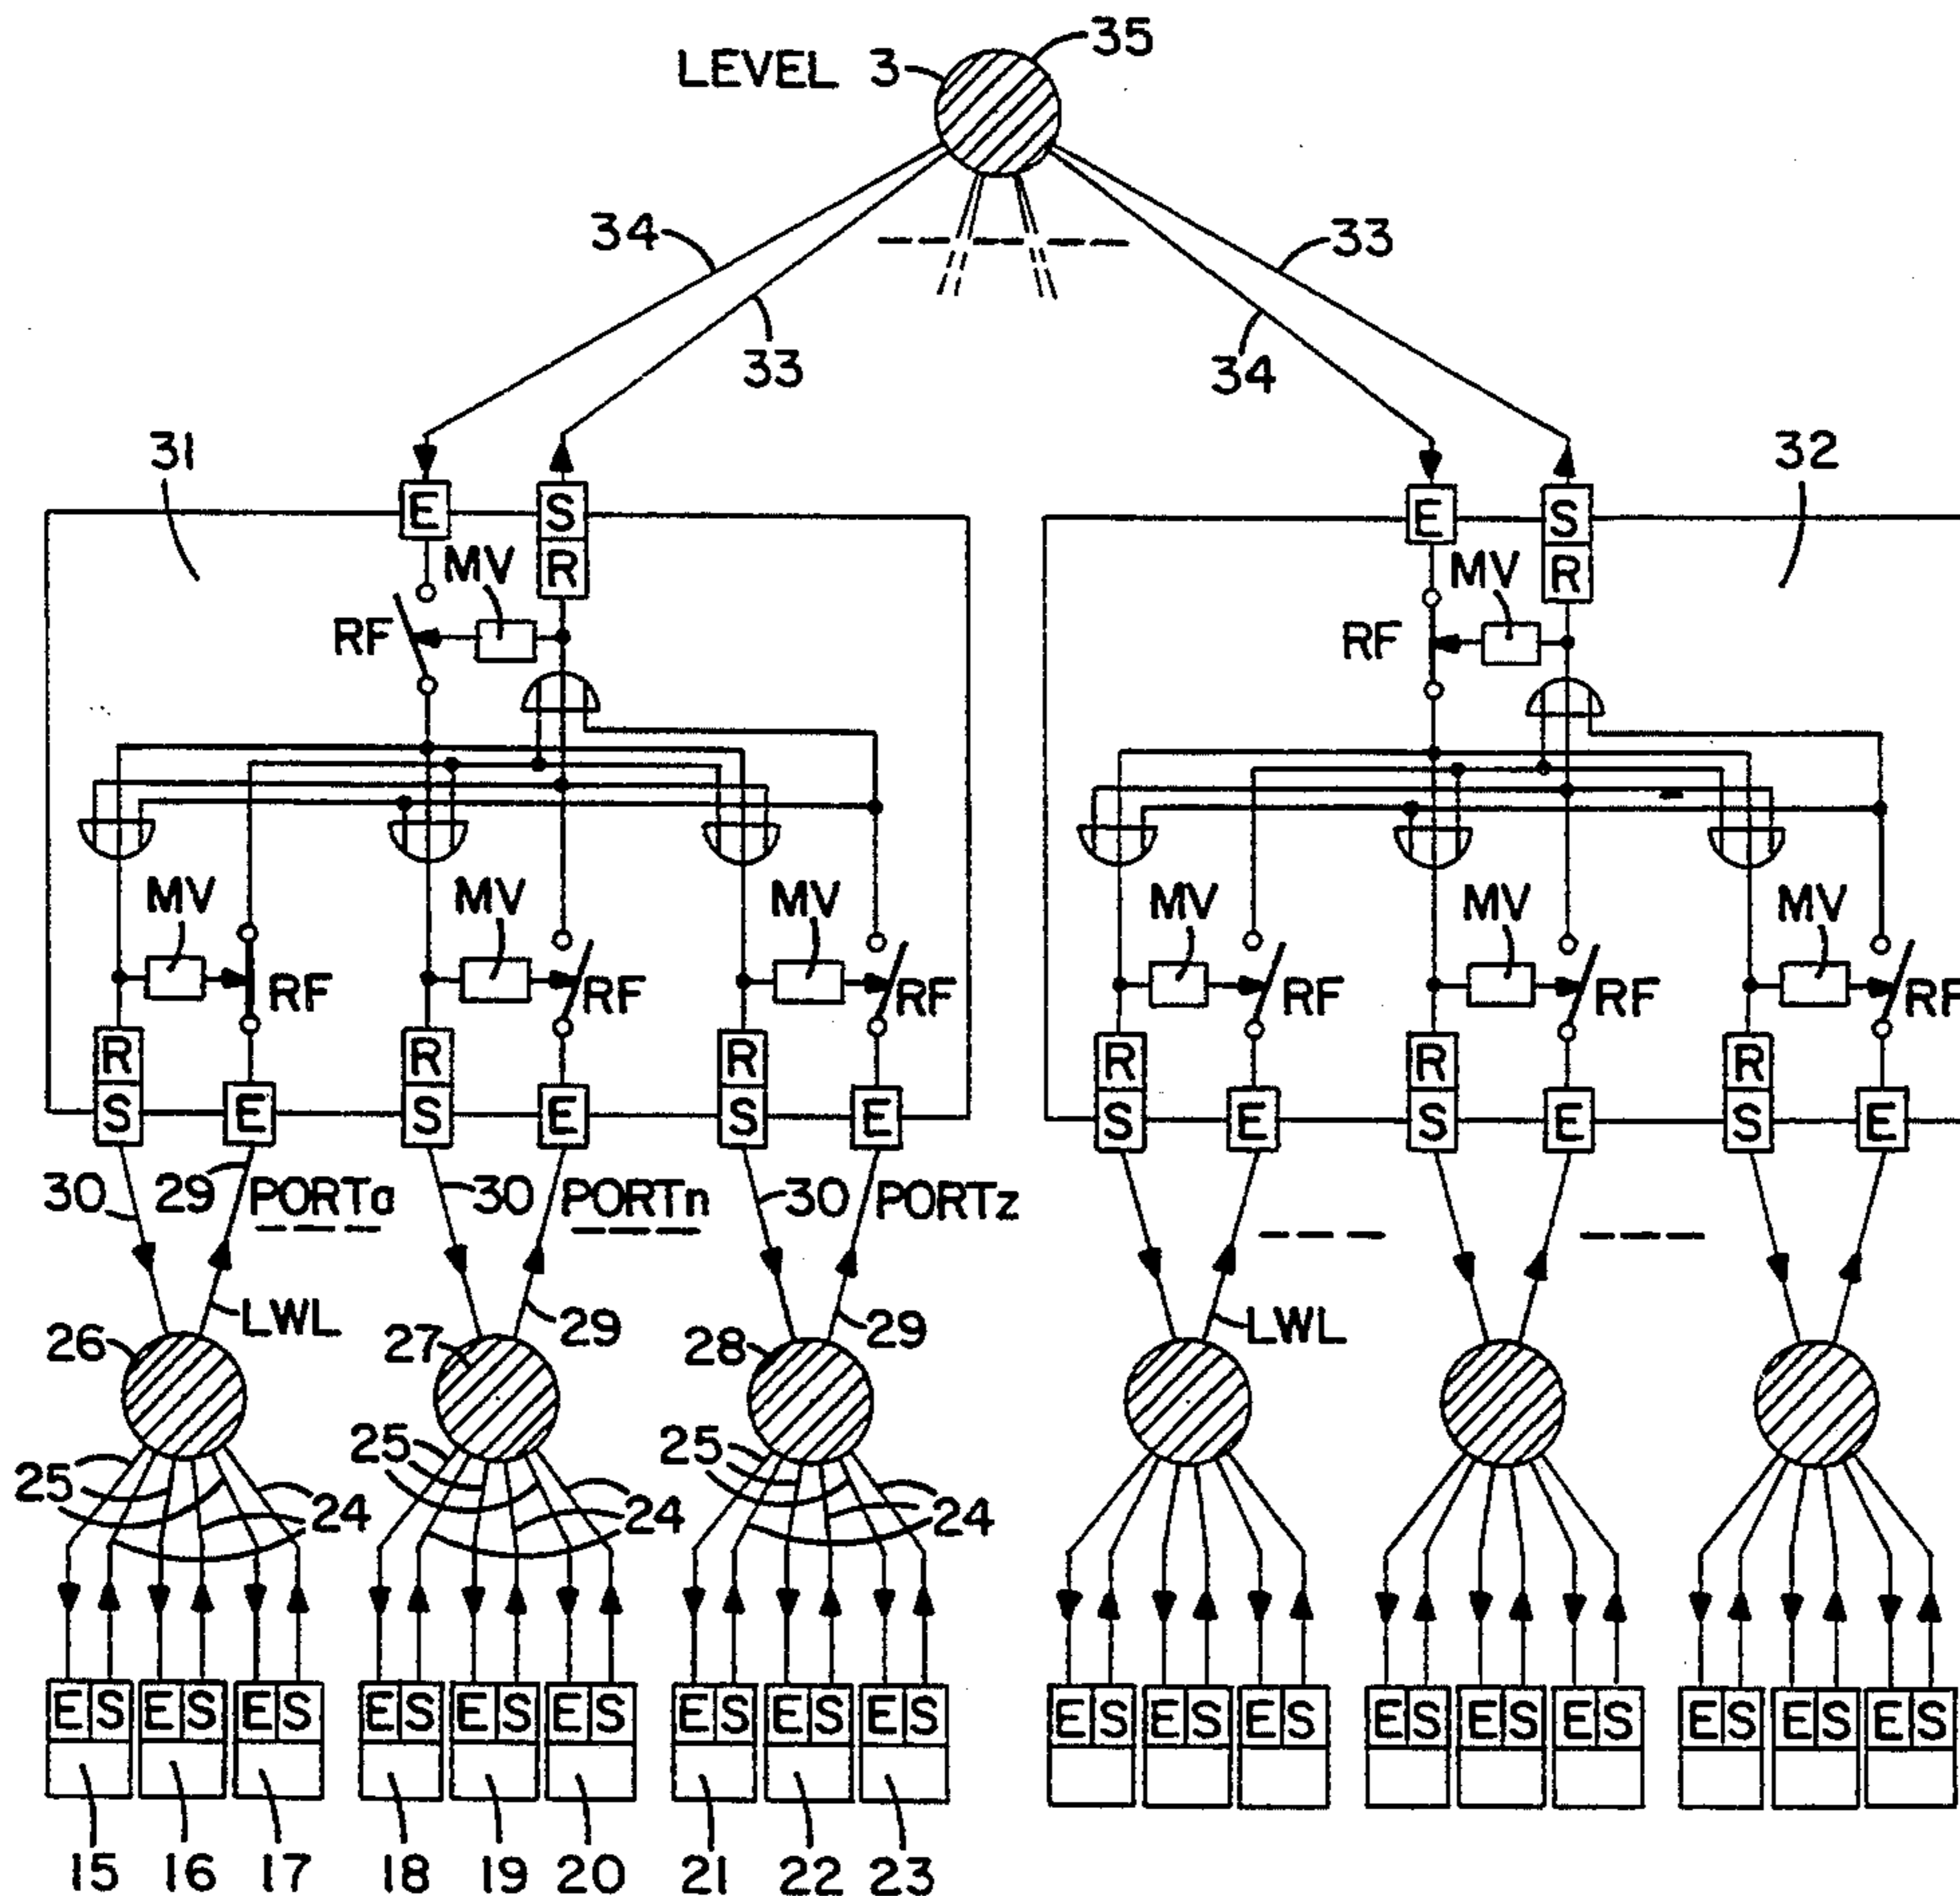 LEVEL 3 35
34 33 34 33
31 32
E S E S
MV R MV R
RF RF
MV MV MV MV MV MV
RF RF RF RF RF RF
R R R R R R
S E S E S E S E S E S E
30 29 PORTa 30 PORTn 30 PORTz
LWL 29 29 LWL
26 27 28
25 24 25 24 25 24
E S E S E S E S E S E S E S E S E S E S E S E S E S E S E S E S E S E S
15 16 17 18 19 20 21 22 23